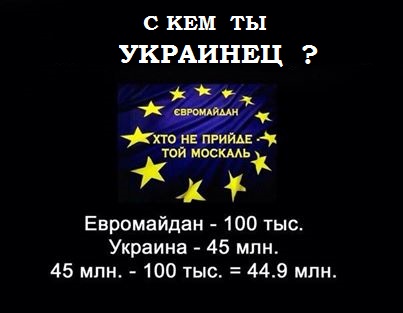 С КЕМ ТЫ
УКРАИНЕЦ ?
ЄВРОМАЙДАН
ХТО НЕ ПРИЙДЕ -
ТОЙ МОСКАЛЬ
Евромайдан - 100 тыс.
Украина - 45 млн.
45 млн. - 100 тыс. = 44.9 млн.